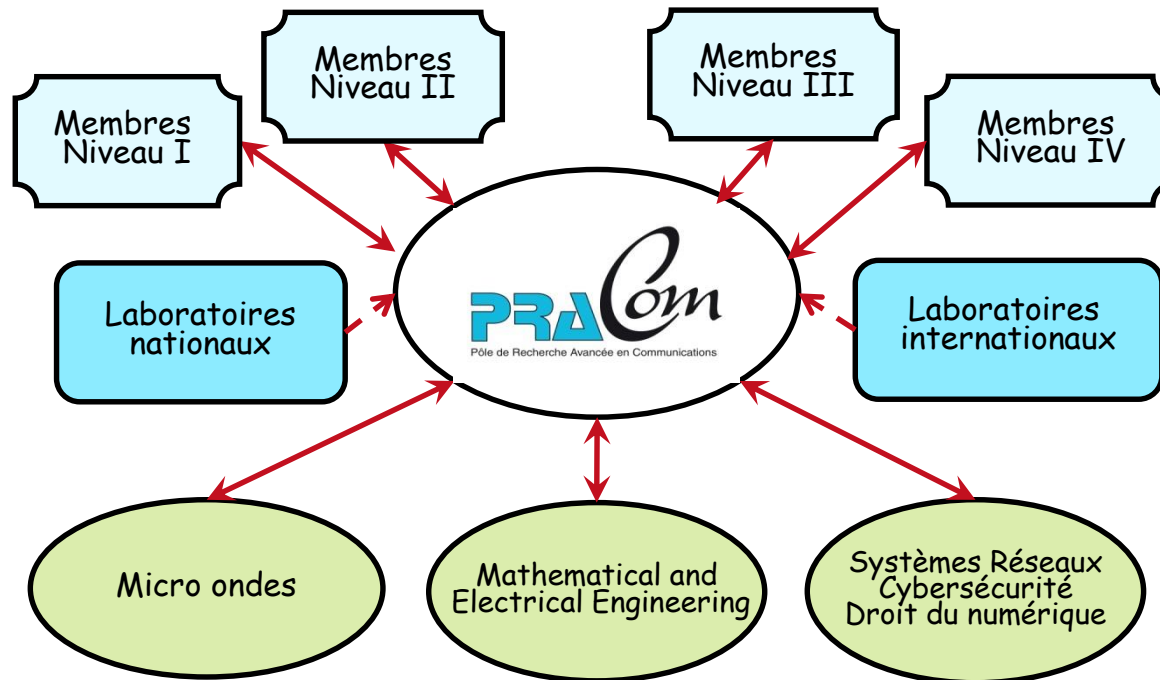 Membres
Niveau I
Membres
Niveau II
Membres
Niveau III
Membres
Niveau IV
Laboratoires
nationaux
PRACom
Pôle de Recherche Avancée en Communications
Laboratoires
internationaux
Micro ondes
Mathematical and
Electrical Engineering
Systèmes Réseaux
Cybersécurité
Droit du numérique